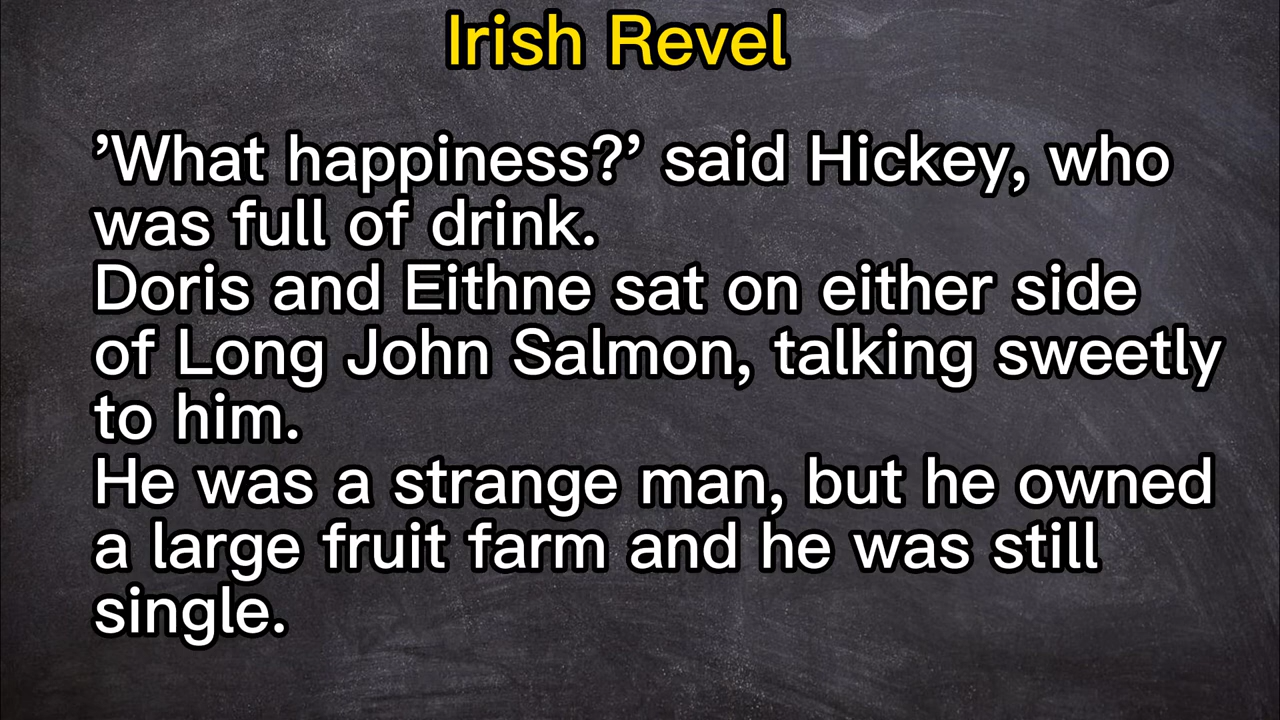 Irish Revel
’What happiness?’ said Hickey, who
was full of drink.
Doris and Eithne sat on either side
of Long John Salmon, talking sweetly
to him.
He was a strange man, but he owned
a large fruit farm and he was still
single.